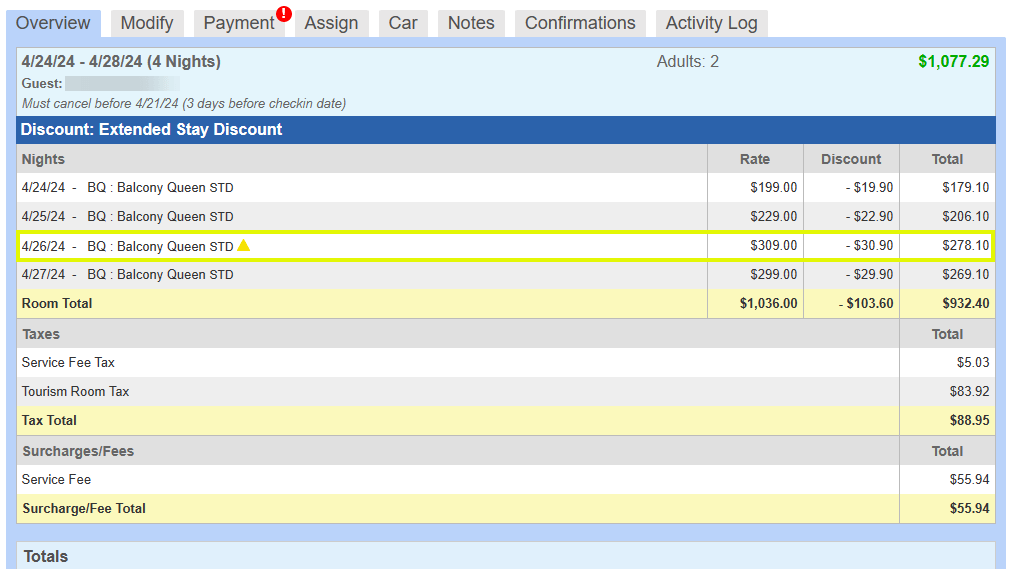 Overview Modify Payment ! Assign Car Notes Confirmations Activity Log
4/24/24 - 4/28/24 (4 Nights) Adults: 2 $1,077.29
Guest:
Must cancel before 4/21/24 (3 days before checkin date)
Discount: Extended Stay Discount
Nights Rate Discount Total
4/24/24 - BQ : Balcony Queen STD $199.00 - $19.90 $179.10
4/25/24 - BQ : Balcony Queen STD $229.00 - $22.90 $206.10
4/26/24 - BQ : Balcony Queen STD $309.00 - $30.90 $278.10
4/27/24 - BQ : Balcony Queen STD $299.00 - $29.90 $269.10
Room Total $1,036.00 - $103.60 $932.40
Taxes Total
Service Fee Tax $5.03
Tourism Room Tax $83.92
Tax Total $88.95
Surcharges/Fees Total
Service Fee $55.94
Surcharge/Fee Total $55.94
Totals